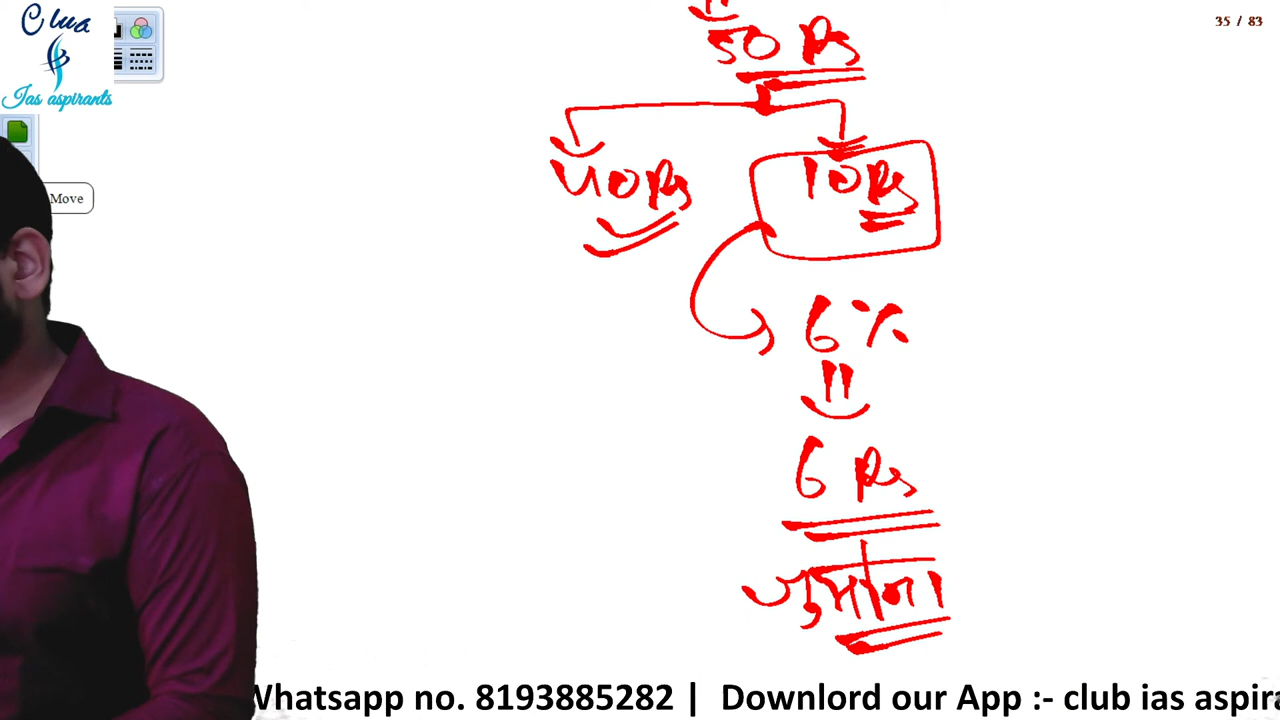 Clua
Ias aspirants
35 / 83
50 Rs
40 Rs
10 Rs
Move
6 %
6 Rs
जुर्माना
Whatsapp no. 8193885282 | Downlord our App :- club ias aspira